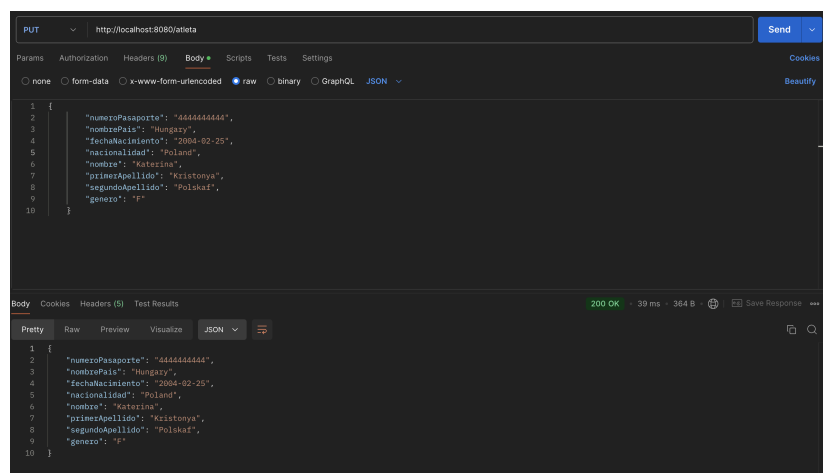 PUT http://localhost:8080/atleta Send
Params Authorization Headers (9) Body Scripts Tests Settings Cookies
none form-data x-www-form-urlencoded raw binary GraphQL JSON Beautify
1 {
2 "numeroPasaporte": "4444444444",
3 "nombrePais": "Hungary",
4 "fechaNacimiento": "2004-02-25",
5 "nacionalidad": "Poland",
6 "nombre": "Katerina",
7 "primerApellido": "Kristonya",
8 "segundoApellido": "Polskaf",
9 "genero": "F"
10 }
Body Cookies Headers (5) Test Results 200 OK 39 ms 364 B Save Response
Pretty Raw Preview Visualize JSON
1 {
2 "numeroPasaporte": "4444444444",
3 "nombrePais": "Hungary",
4 "fechaNacimiento": "2004-02-25",
5 "nacionalidad": "Poland",
6 "nombre": "Katerina",
7 "primerApellido": "Kristonya",
8 "segundoApellido": "Polskaf",
9 "genero": "F"
10 }